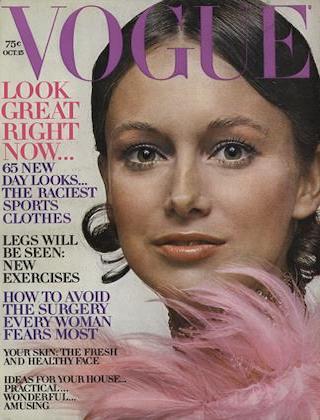 VOGUE
75¢
OCT.15
LOOK
GREAT
RIGHT
NOW...
65 NEW
DAY LOOKS...
THE RACIEST
SPORTS
CLOTHES
LEGS WILL
BE SEEN:
NEW
EXERCISES
HOW TO AVOID
THE SURGERY
EVERY WOMAN
FEARS MOST
YOUR SKIN: THE FRESH
AND HEALTHY FACE
IDEAS FOR YOUR HOUSE...
PRACTICAL...
WONDERFUL...
AMUSING